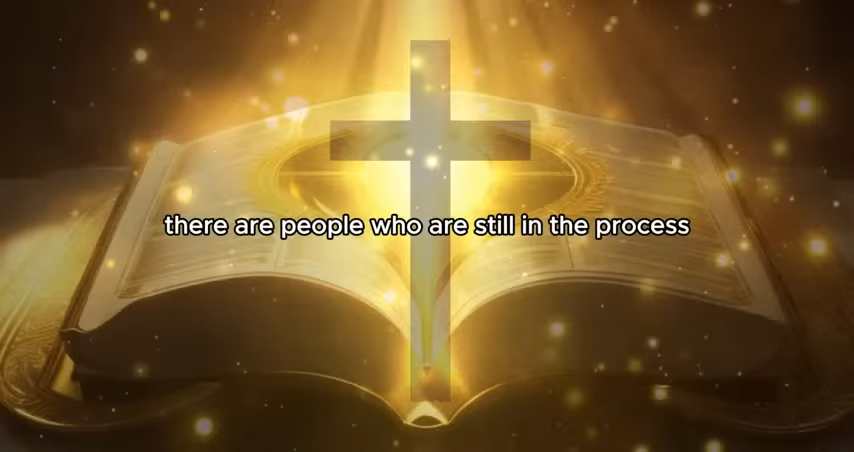 there are people who are still in the process